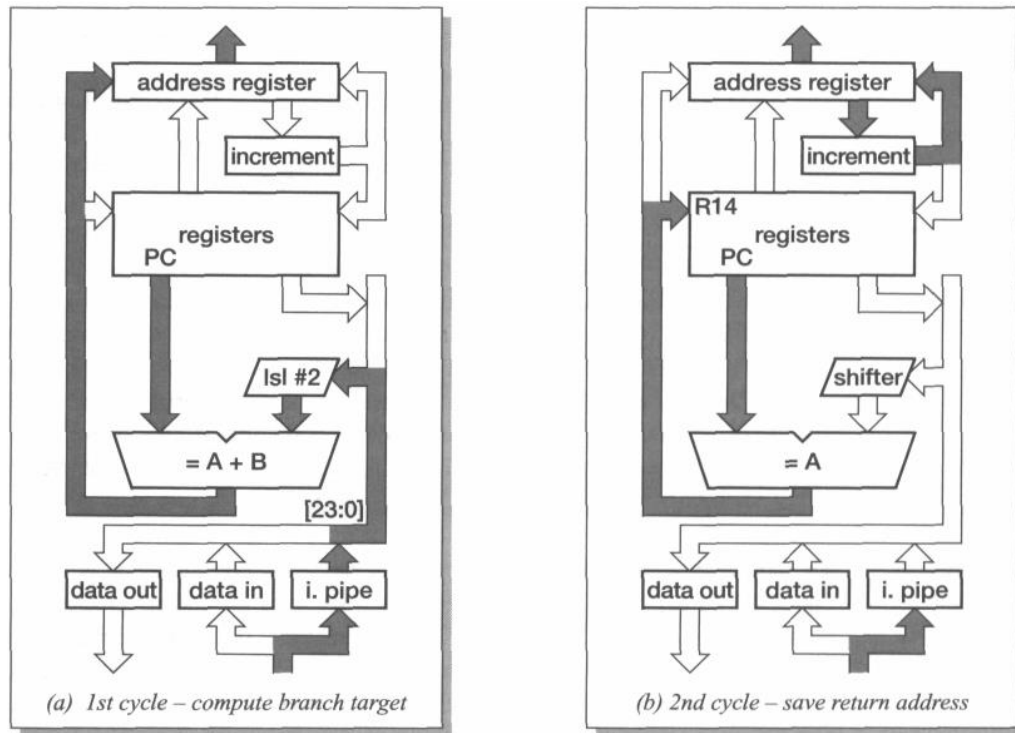 address register
increment
registers
PC
lsl #2
= A + B
[23:0]
data out
data in
i. pipe
(a) 1st cycle – compute branch target
address register
increment
R14
registers
PC
shifter
= A
data out
data in
i. pipe
(b) 2nd cycle – save return address